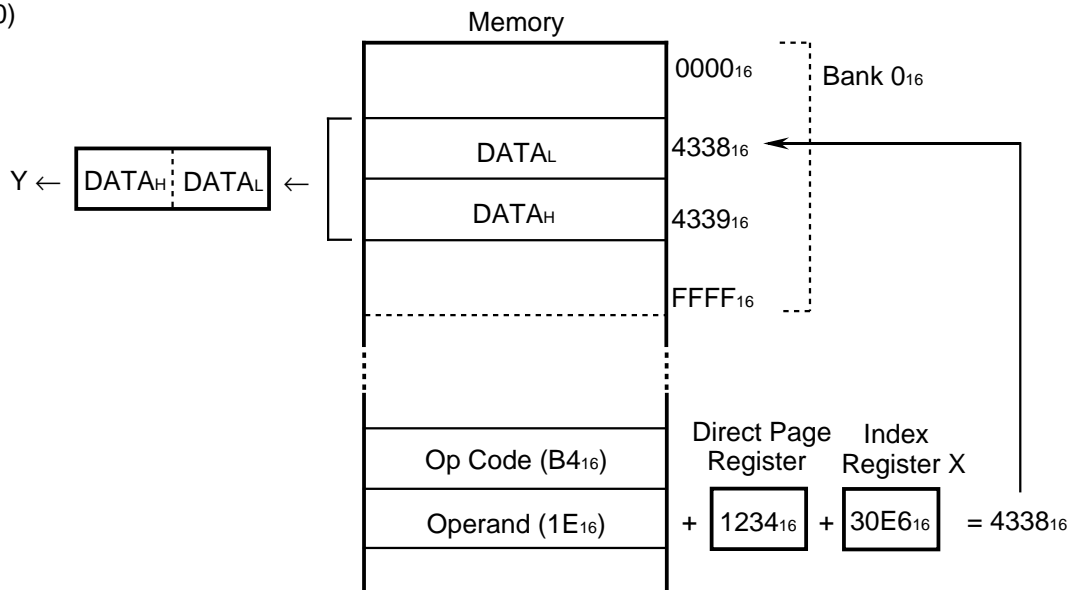 0)
Memory
0000₁₆
Bank 0₁₆
DATAL
4338₁₆
Y ← DATAH DATAL ←
DATAH
4339₁₆
FFFF₁₆
Direct Page
Register
Index
Register X
Op Code (B4₁₆)
Operand (1E₁₆) + 1234₁₆ + 30E6₁₆ = 4338₁₆